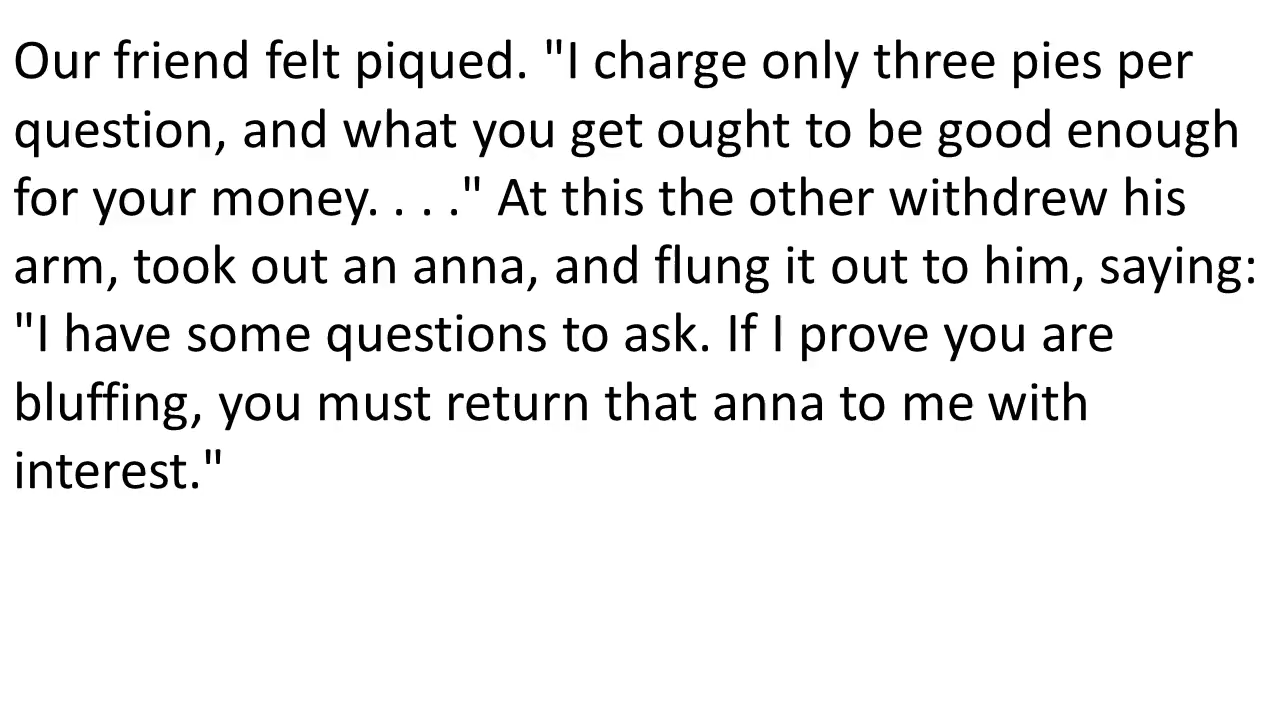 Our friend felt piqued. "I charge only three pies per
question, and what you get ought to be good enough
for your money. . . ." At this the other withdrew his
arm, took out an anna, and flung it out to him, saying:
"I have some questions to ask. If I prove you are
bluffing, you must return that anna to me with
interest."